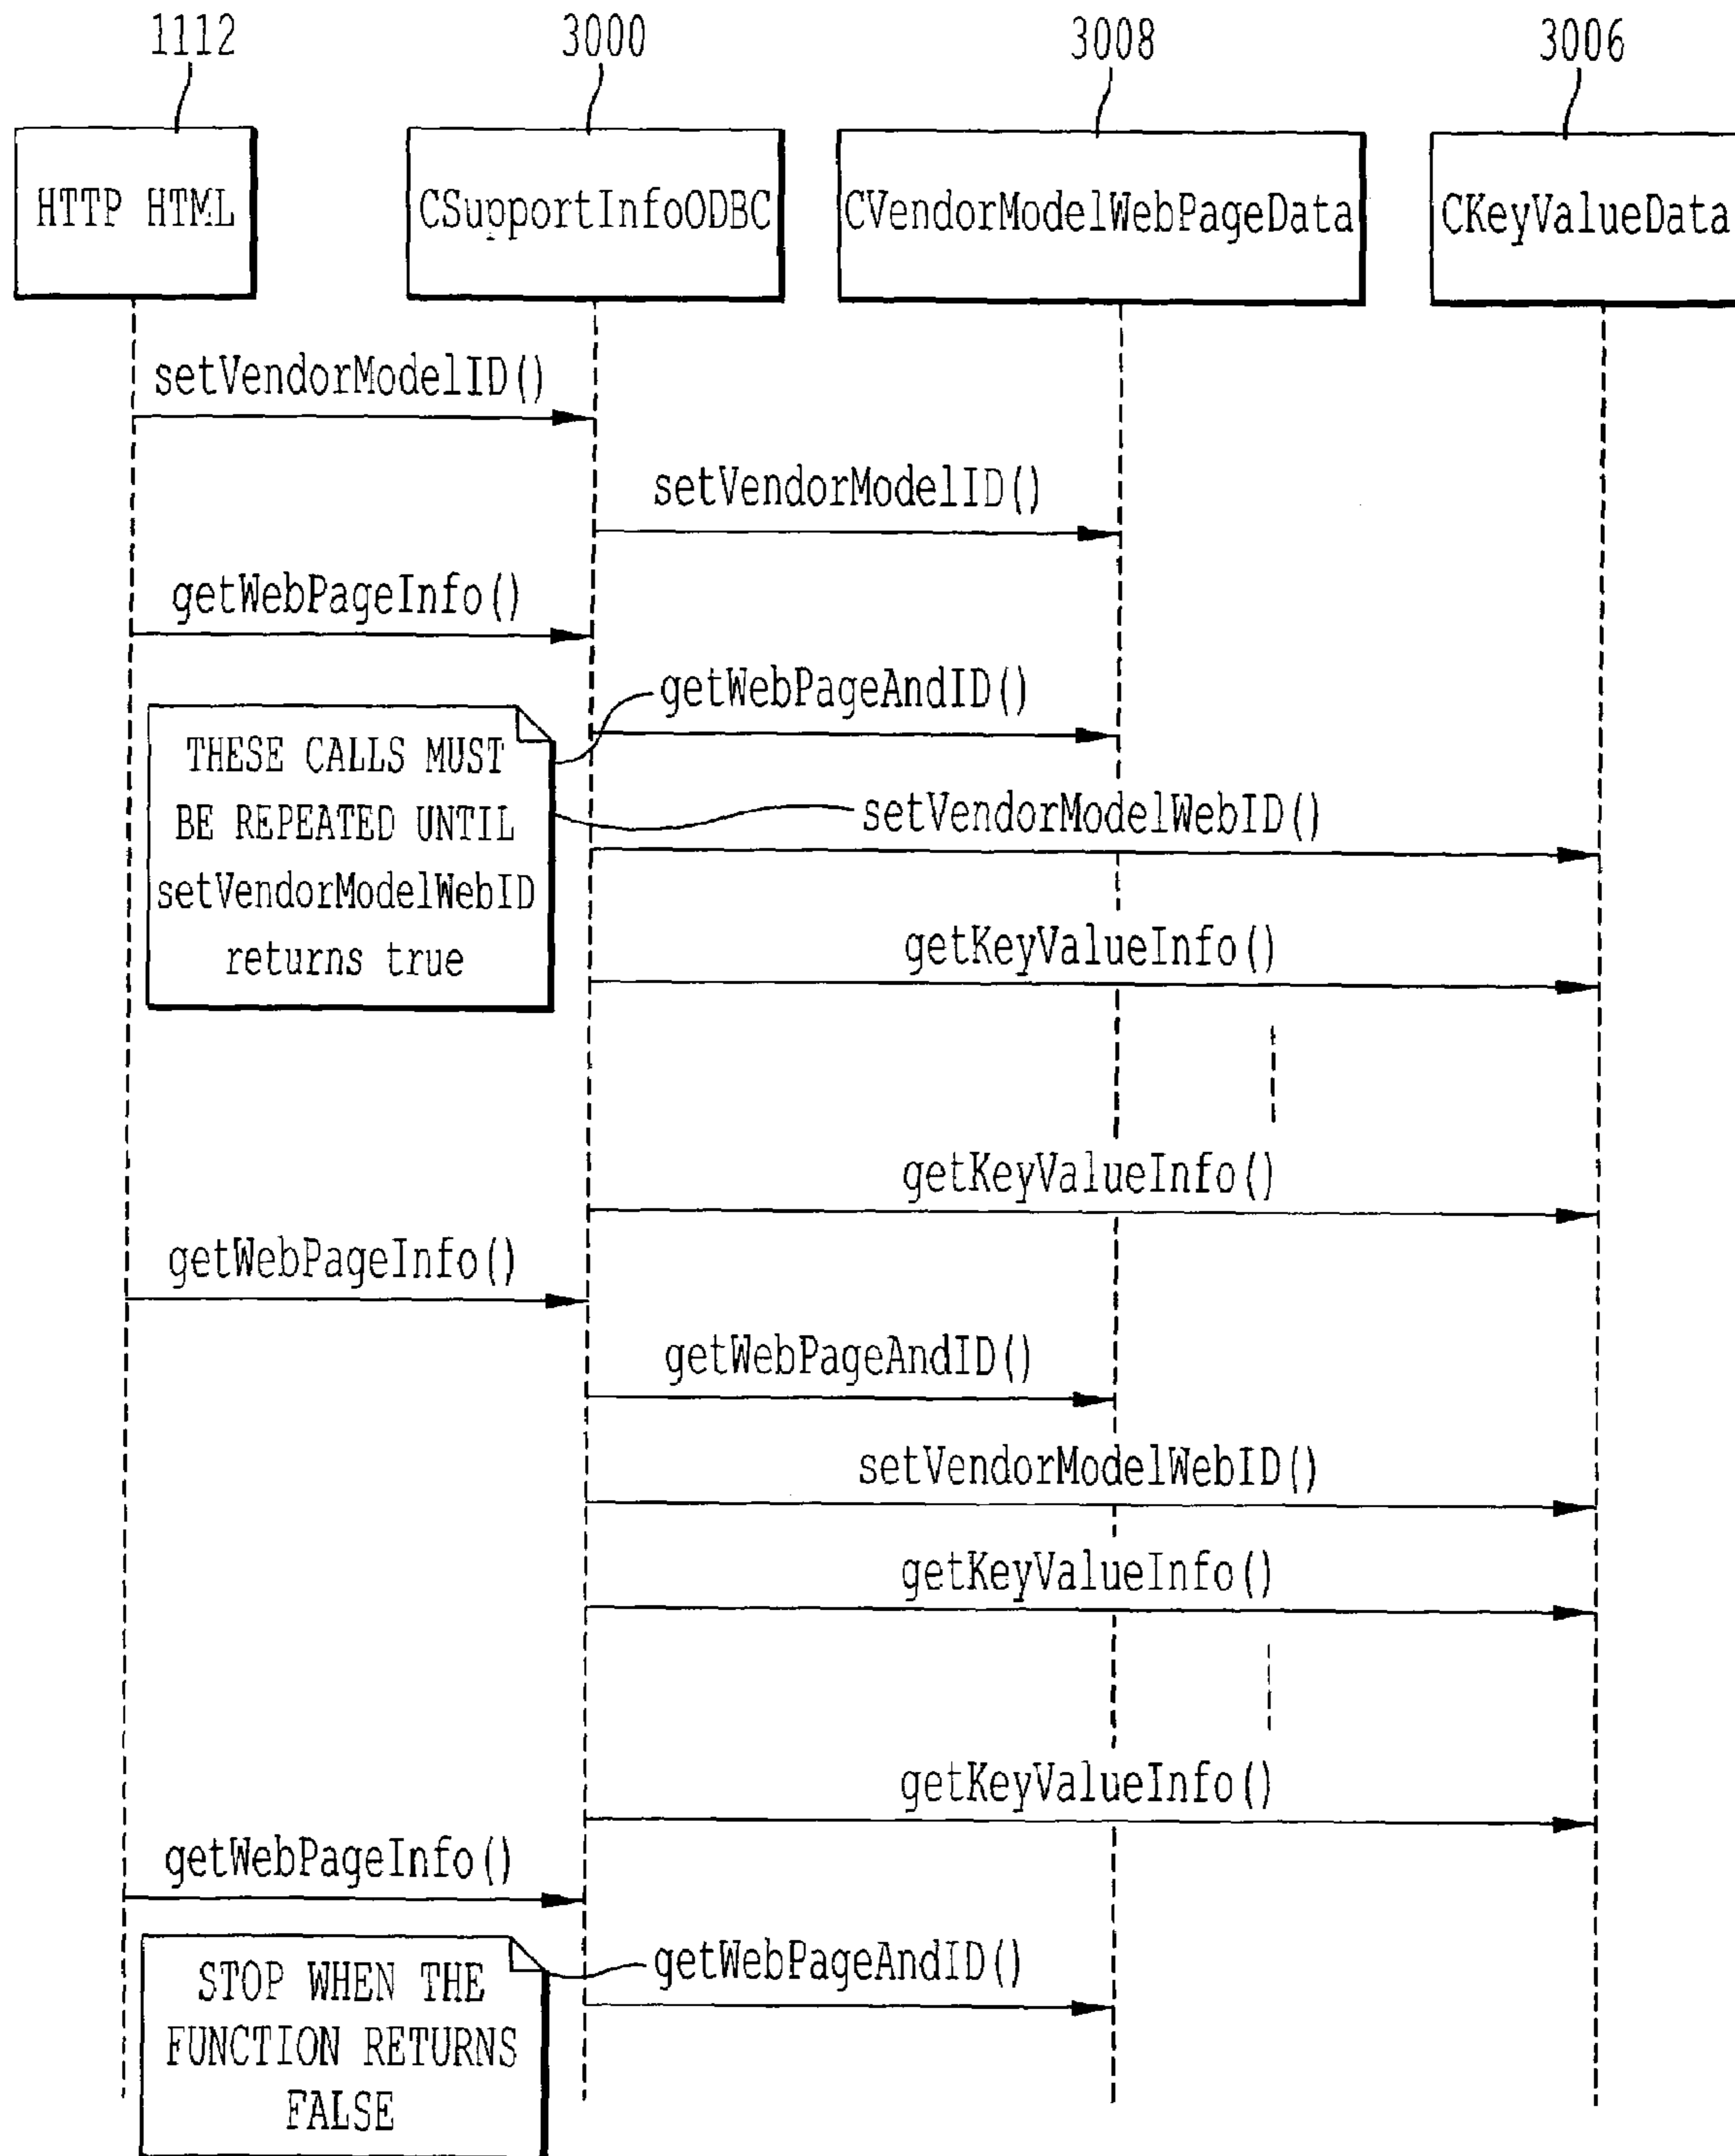 1112
3000
3008
3006
HTTP HTML
CSupportInfoODBC
CVendorModelWebPageData
CKeyValueData
setVendorModelID()
setVendorModelID()
getWebPageInfo()
getWebPageAndID()
THESE CALLS MUST
BE REPEATED UNTIL
setVendorModelWebID
returns true
setVendorModelWebID()
getKeyValueInfo()
getKeyValueInfo()
getWebPageInfo()
getWebPageAndID()
setVendorModelWebID()
getKeyValueInfo()
getKeyValueInfo()
getWebPageInfo()
getWebPageAndID()
STOP WHEN THE
FUNCTION RETURNS
FALSE